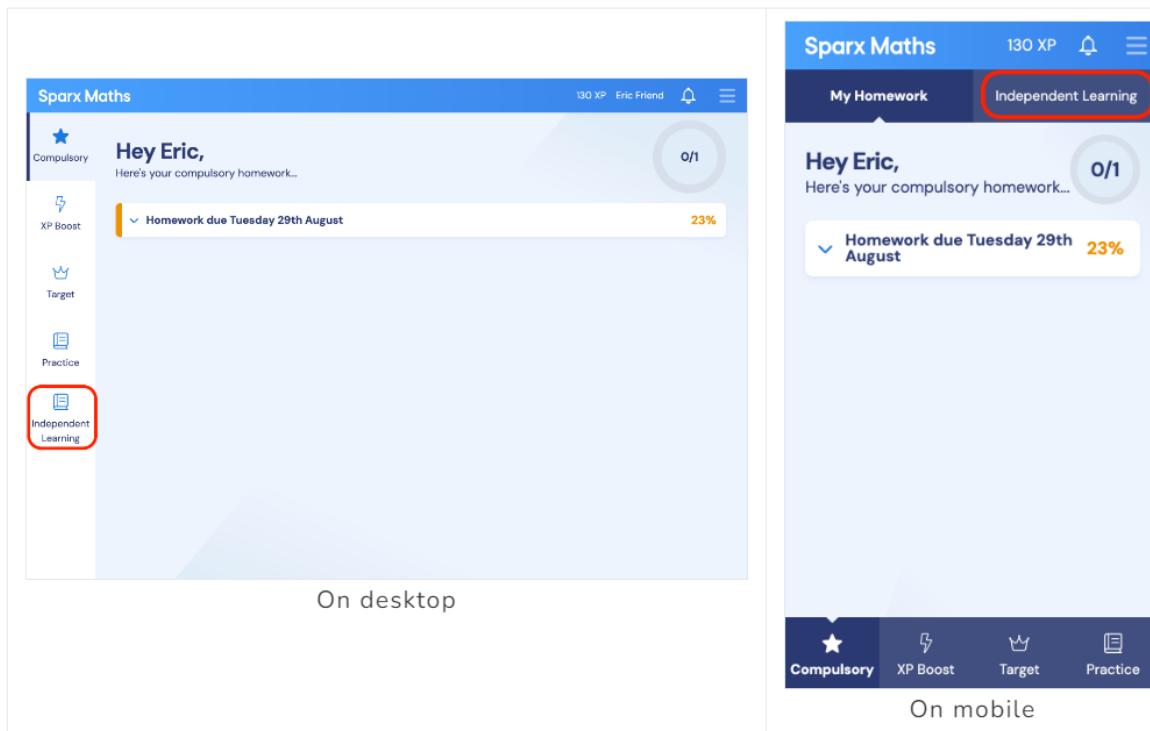 Sparx Maths
130 XP Eric Friend
Compulsory
XP Boost
Target
Practice
Independent
Learning
Hey Eric,
Here's your compulsory homework...
0/1
Homework due Tuesday 29th August
23%
On desktop
Sparx Maths
130 XP
My Homework
Independent Learning
Hey Eric,
Here's your compulsory homework...
0/1
Homework due Tuesday 29th
August
23%
Compulsory
XP Boost
Target
Practice
On mobile